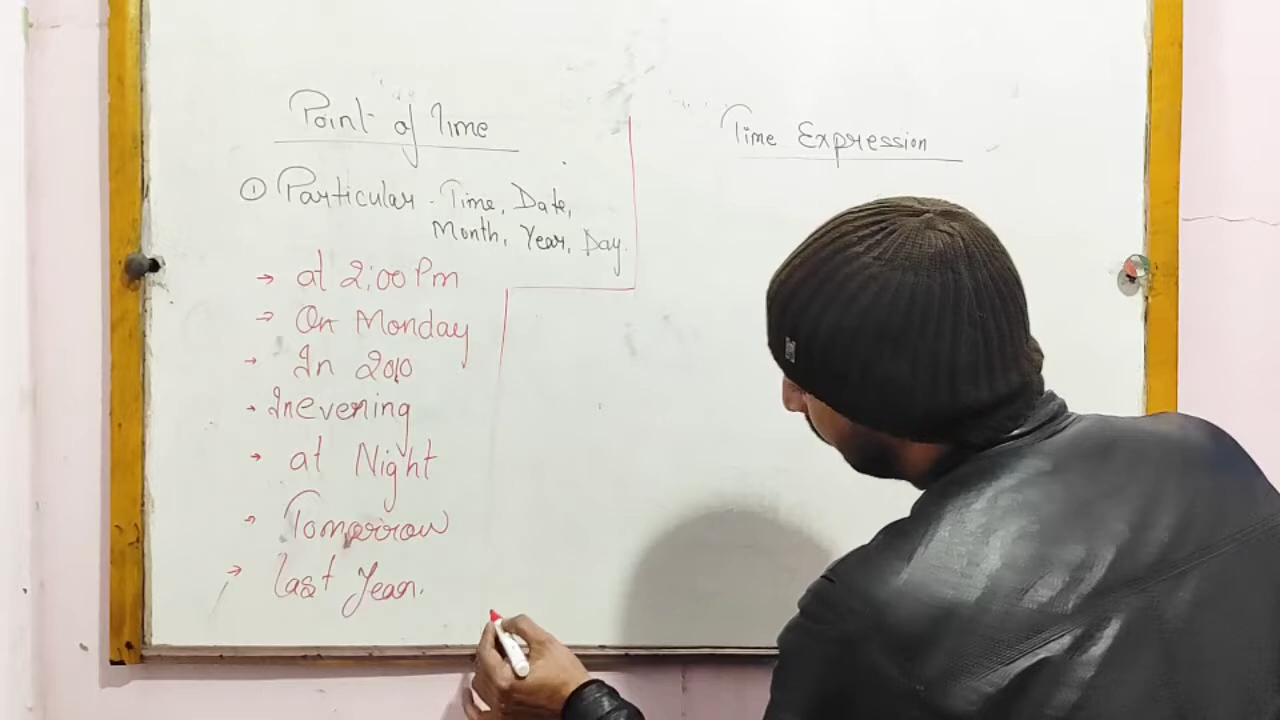 Point of Time
① Particular - Time, Date,
Month, Year, Day.
→ at 2:00 Pm
→ On Monday
→ In 2010
→ In evening
→ at Night
→ Tomorrow
→ last Year.
Time Expression